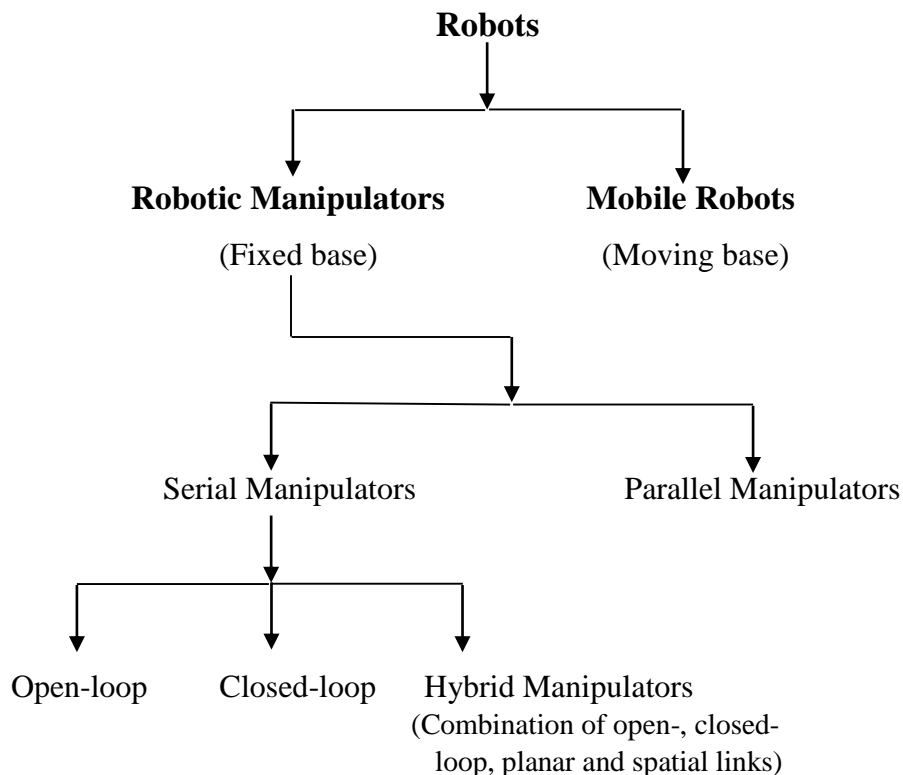 Robots
Robotic Manipulators
Mobile Robots
(Fixed base)
(Moving base)
Serial Manipulators
Parallel Manipulators
Open-loop
Closed-loop
Hybrid Manipulators
(Combination of open-, closed-
loop, planar and spatial links)